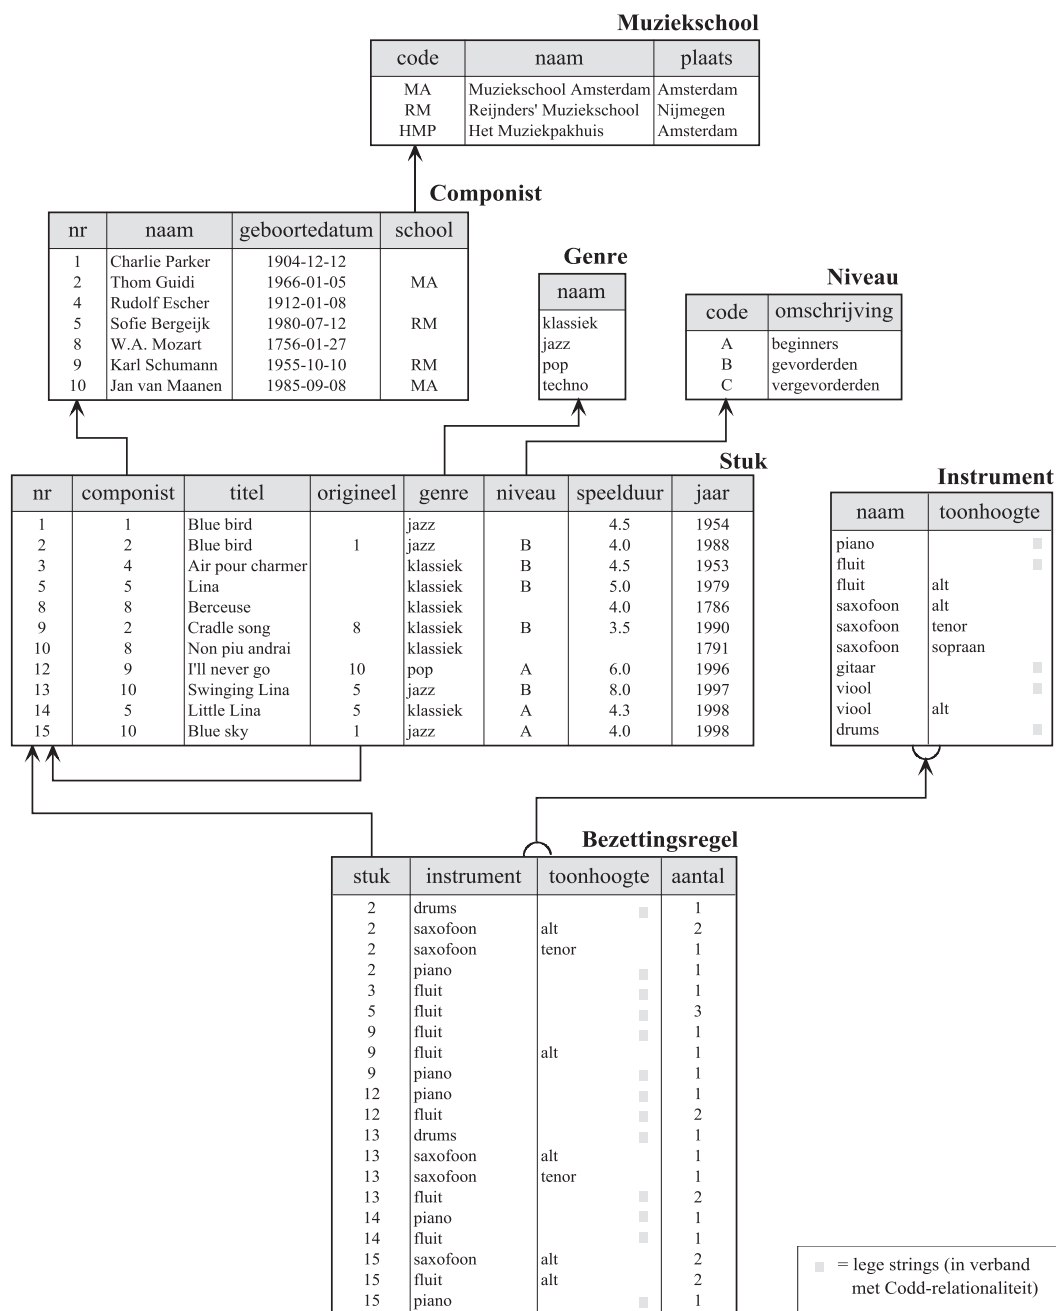 Muziekschool
code naam plaats
MA Muziekschool Amsterdam Amsterdam
RM Reijnders' Muziekschool Nijmegen
HMP Het Muziekpakhuis Amsterdam
Componist
nr naam geboortedatum school
1 Charlie Parker 1904-12-12
2 Thom Guidi 1966-01-05 MA
4 Rudolf Escher 1912-01-08
5 Sofie Bergeijk 1980-07-12 RM
8 W.A. Mozart 1756-01-27
9 Karl Schumann 1955-10-10 RM
10 Jan van Maanen 1985-09-08 MA
Genre
naam
klassiek
jazz
pop
techno
Niveau
code omschrijving
A beginners
B gevorderden
C vergevorderden
Stuk
nr componist titel origineel genre niveau speelduur jaar
1 1 Blue bird jazz 4.5 1954
2 2 Blue bird 1 jazz B 4.0 1988
3 4 Air pour charmer klassiek B 4.5 1953
5 5 Lina klassiek B 5.0 1979
8 8 Berceuse klassiek 4.0 1786
9 2 Cradle song 8 klassiek B 3.5 1990
10 8 Non piu andrai klassiek 1791
12 9 I'll never go 10 pop A 6.0 1996
13 10 Swinging Lina 5 jazz B 8.0 1997
14 5 Little Lina 5 klassiek A 4.3 1998
15 10 Blue sky 1 jazz A 4.0 1998
Instrument
naam toonhoogte
piano
fluit
fluit alt
saxofoon alt
saxofoon tenor
saxofoon sopraan
gitaar
viool
viool alt
drums
Bezettingsregel
stuk instrument toonhoogte aantal
2 drums 1
2 saxofoon alt 2
2 saxofoon tenor 1
2 piano 1
3 fluit 1
5 fluit 3
9 fluit 1
9 fluit alt 1
9 piano 1
12 piano 1
12 fluit 2
13 drums 1
13 saxofoon alt 1
13 saxofoon tenor 1
13 fluit 2
14 piano 1
14 fluit 1
15 saxofoon alt 2
15 fluit alt 2
15 piano 1
= lege strings (in verband
met Codd-relationaliteit)